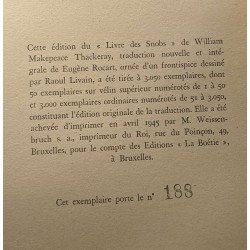 Cette édition du « Livre des Snobs » de William
Makepeace Thackeray, traduction nouvelle et inté-
grale de Eugène Rocart, ornée d'un frontispice dessiné
par Raoul Livain, a été tirée à 3.050 exemplaires, dont
50 exemplaires sur vélin supérieur numérotés de 1 à 50
et 3.000 exemplaires ordinaires numérotés de 51 à 3.050,
constituant l'édition originale de la traduction. Elle a été
achevée d'imprimer en avril 1945 par M. Weissen-
bruch s. a., imprimeur du Roi, rue du Poinçon, 49,
Bruxelles, pour le compte des Editions « La Boétie »,
à Bruxelles.
Cet exemplaire porte le n° 188